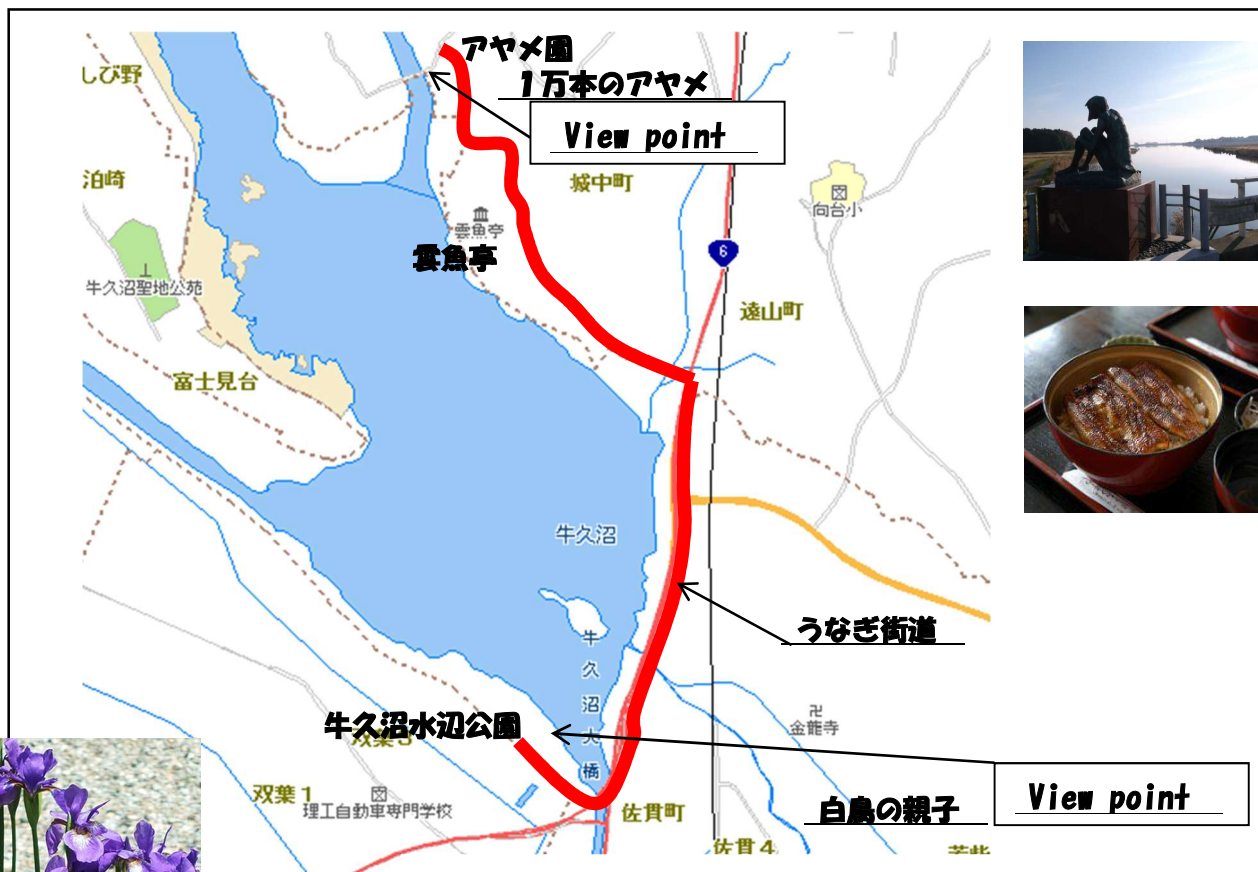 アヤメ園
1万本のアヤメ
View point
しび野
泊崎
城中町
向台小
雲魚亭
雲魚亭
6
牛久沼聖地公苑
遠山町
富士見台
牛久沼
うなぎ街道
牛久沼大橋
金龍寺
牛久沼水辺公園
双葉3
双葉1
理工自動車専門学校
佐貫町
白鳥の親子
View point
佐貫4